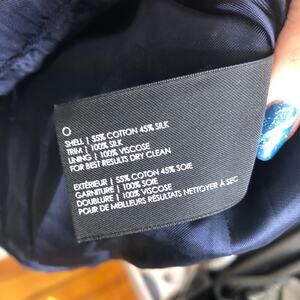 SHELL | 55% COTTON 45% SILK
TRIM | 100% SILK
LINING | 100% VISCOSE
FOR BEST RESULTS DRY CLEAN
EXTÉRIEUR | 55% COTON 45% SOIE
GARNITURE | 100% SOIE
DOUBLURE | 100% VISCOSE
POUR DE MEILLEURS RÉSULTATS NETTOYER À SEC